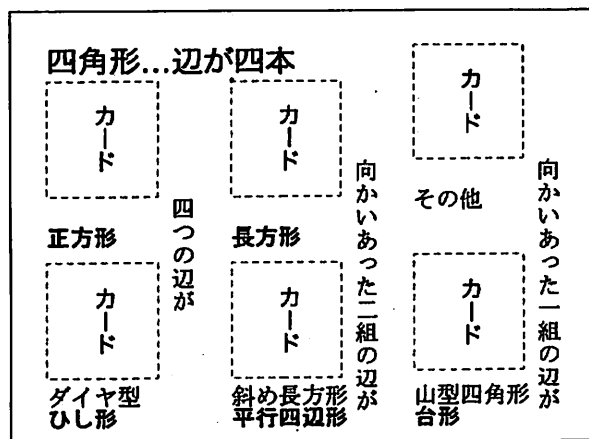 四角形…辺が四本
カード
正方形
カード
ダイヤ型
ひし形
四つの辺が
カード
長方形
カード
斜め長方形
平行四辺形
向かいあった二組の辺が
カード
その他
カード
山型四角形
台形
向かいあった一組の辺が